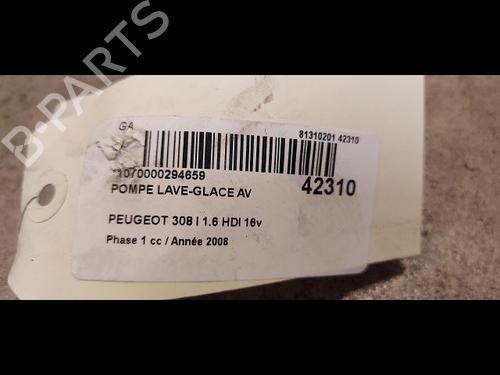 B-PARTS
GA
81310201 42310
POMPE LAVE-GLACE AV
42310
PEUGEOT 308 I 1.6 HDI 16v
Phase 1 cc / Année 2008